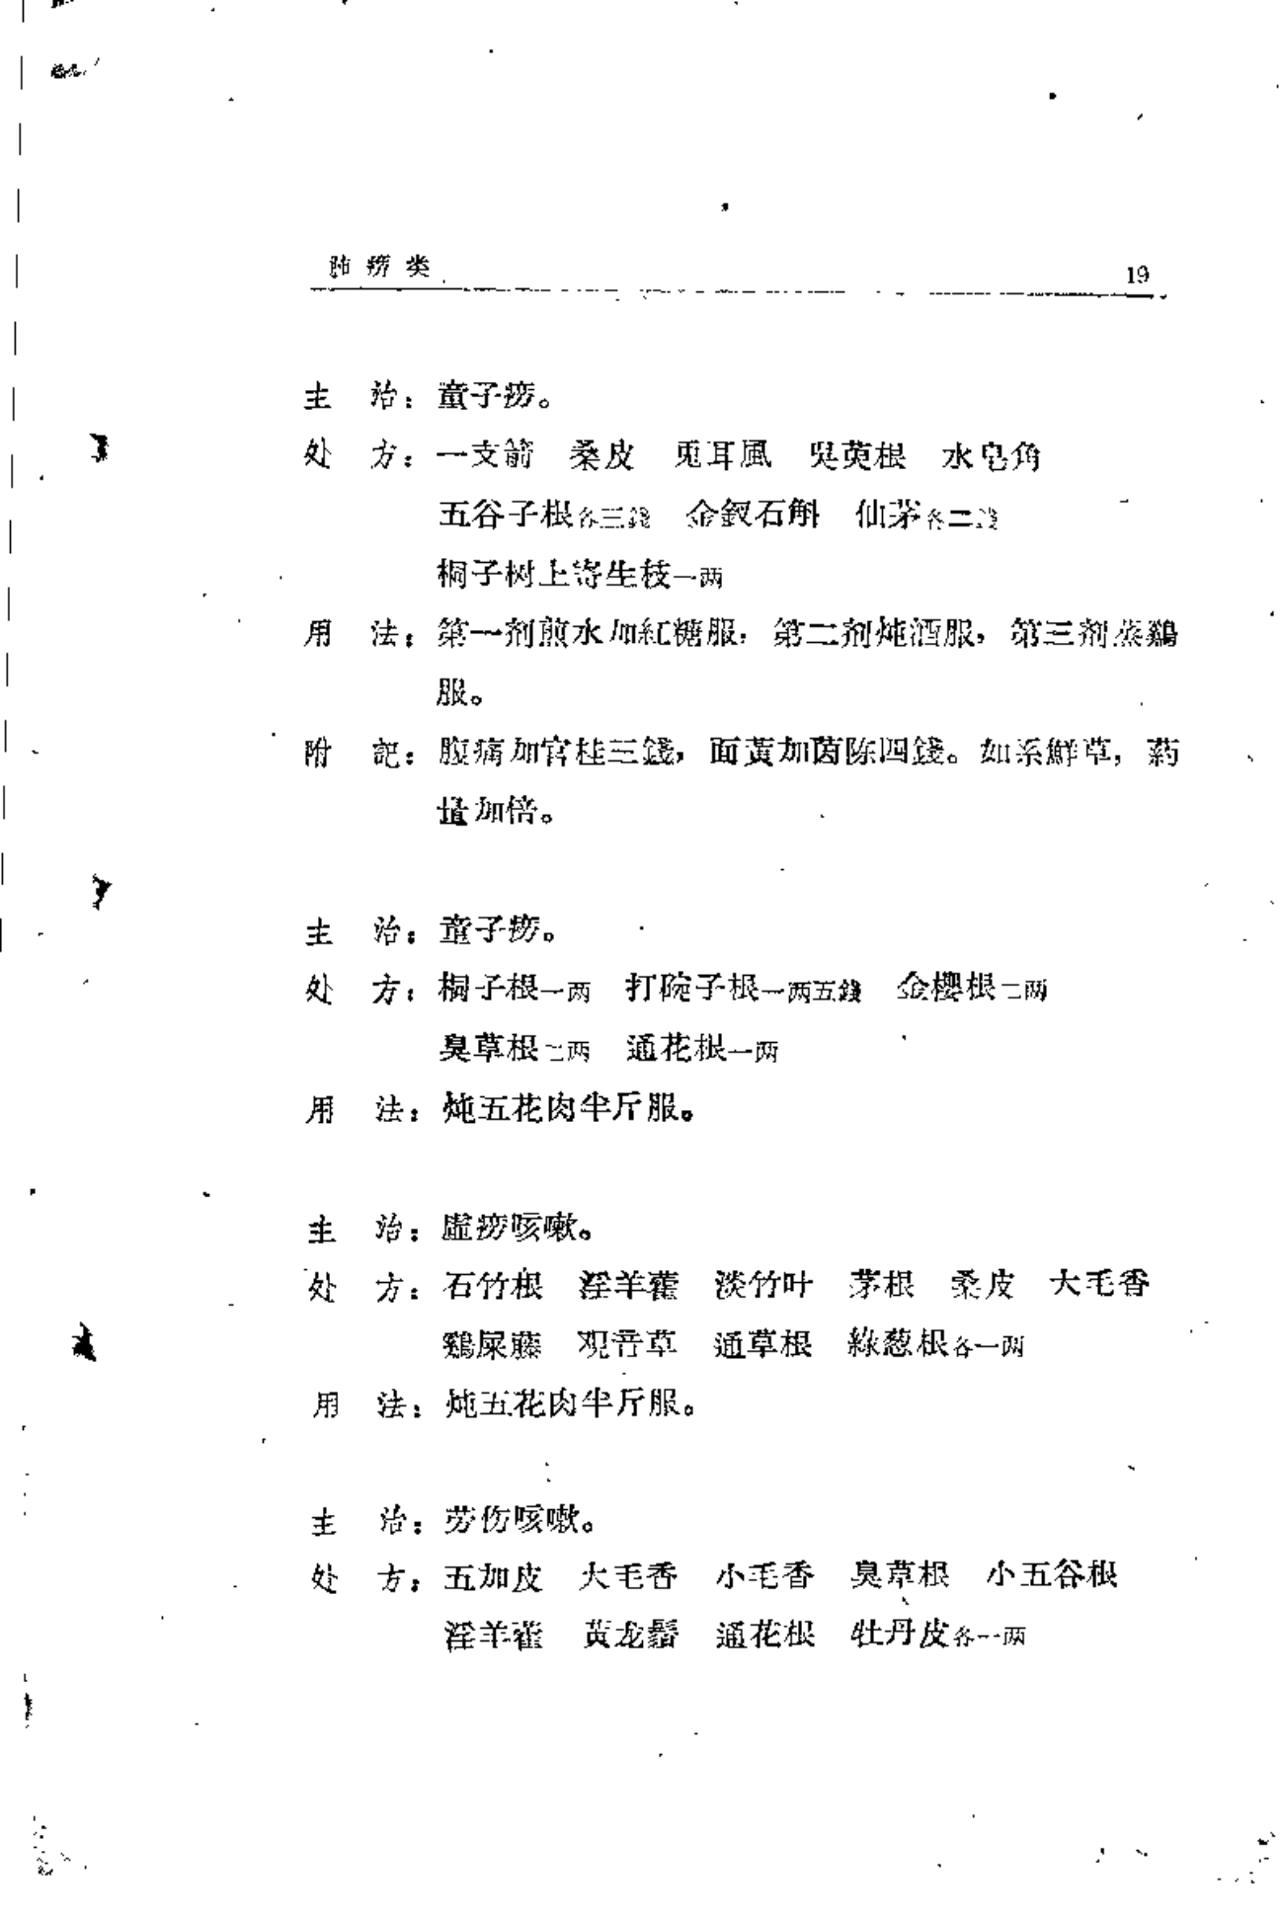 肺痨类 19
主 治：童子痨。
处 方：一支箭 桑皮 兎耳風 吳萸根 水皂角
五谷子根各三錢 金釵石斛 仙茅各二錢
桐子树上寄生枝一两
用 法：第一剂煎水加紅糖服，第二剂炖酒服，第三剂蒸鷄
服。
附 記：腹痛加官桂三錢，面黃加茵陈四錢。如系鮮草，药
量加倍。
主 治：童子痨。
处 方：桐子根一两 打碗子根一两五錢 金櫻根二两
臭草根二两 通花根一两
用 法：炖五花肉半斤服。
主 治：虛痨咳嗽。
处 方：石竹根 淫羊藿 淡竹叶 茅根 桑皮 大毛香
鷄屎藤 观音草 通草根 綠葱根各一两
用 法：炖五花肉半斤服。
主 治：劳伤咳嗽。
处 方：五加皮 大毛香 小毛香 臭草根 小五谷根
淫羊藿 黃龙鬚 通花根 牡丹皮各一两